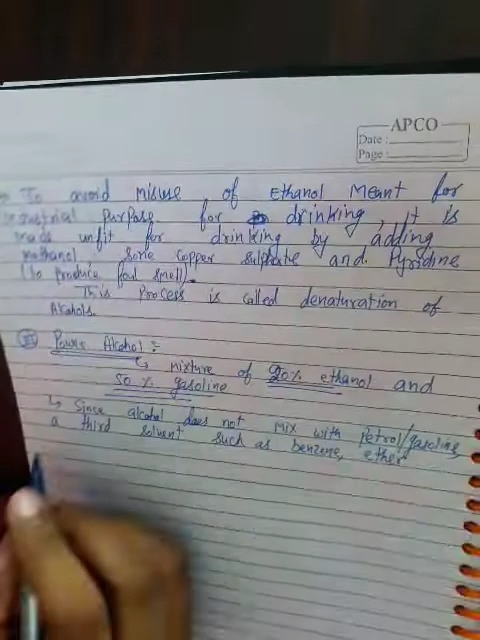 APCO
Date :
Page :
To avoid misuse of Ethanol Meant for
industrial Purpose for drinking, it is
made unfit for drinking by adding
methanol, some copper sulphate and Pyridine
(to produce foul smell).
This Process is called denaturation of
Alcohols.
III Power Alcohol :-
↳ mixture of 20% ethanol and
50 % gasoline
↳ Since alcohol does not mix with Petrol/gasoline,
a third solvent such as benzene, ether